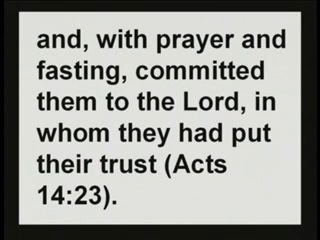 and, with prayer and
fasting, committed
them to the Lord, in
whom they had put
their trust (Acts
14:23).